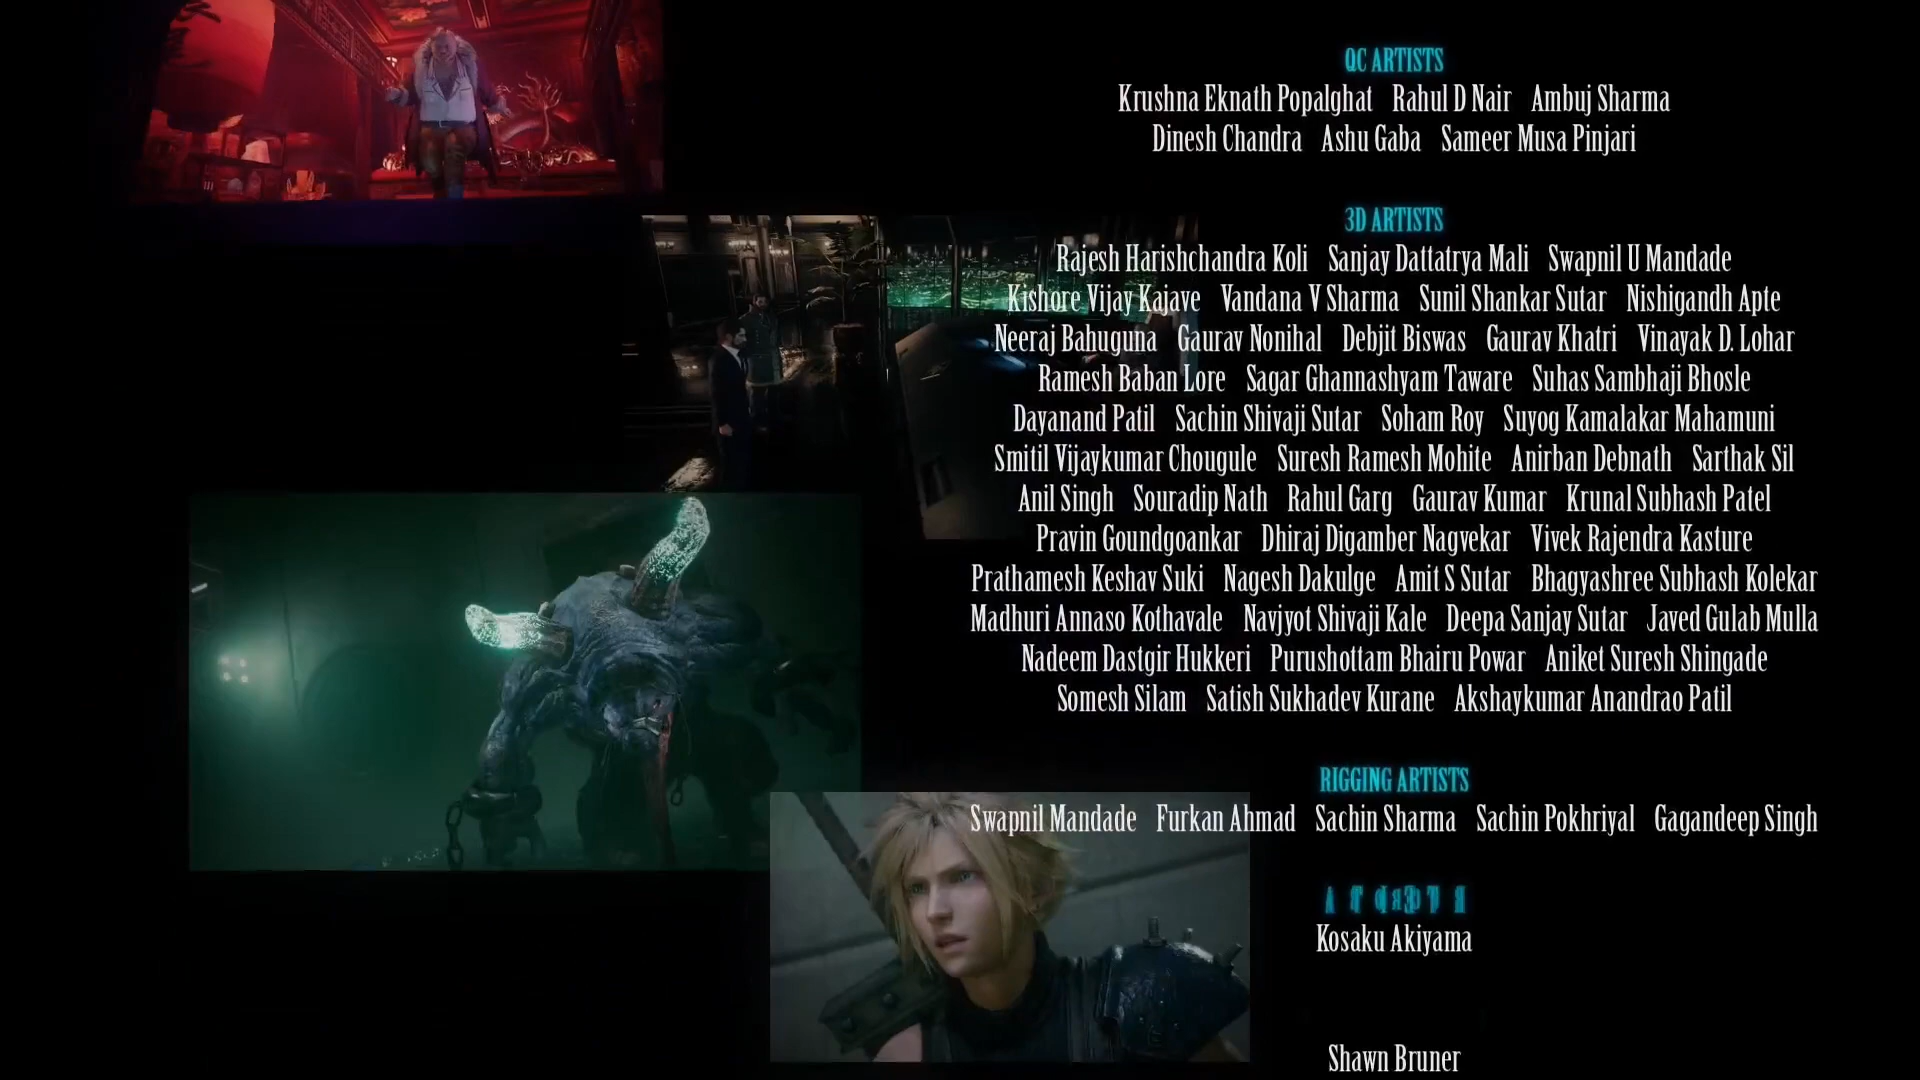 QC ARTISTS
Krushna Eknath Popalghat Rahul D Nair Ambuj Sharma
Dinesh Chandra Ashu Gaba Sameer Musa Pinjari
3D ARTISTS
Rajesh Harishchandra Koli Sanjay Dattatrya Mali Swapnil U Mandade
Kishore Vijay Kajave Vandana V Sharma Sunil Shankar Sutar Nishigandh Apte
Neeraj Bahuguna Gaurav Nonihal Debjit Biswas Gaurav Khatri Vinayak D. Lohar
Ramesh Baban Lore Sagar Ghannashyam Taware Suhas Sambhaji Bhosle
Dayanand Patil Sachin Shivaji Sutar Soham Roy Suyog Kamalakar Mahamuni
Smitil Vijaykumar Chougule Suresh Ramesh Mohite Anirban Debnath Sarthak Sil
Anil Singh Souradip Nath Rahul Garg Gaurav Kumar Krunal Subhash Patel
Pravin Goundgoankar Dhiraj Digamber Nagvekar Vivek Rajendra Kasture
Prathamesh Keshav Suki Nagesh Dakulge Amit S Sutar Bhagyashree Subhash Kolekar
Madhuri Annaso Kothavale Navjyot Shivaji Kale Deepa Sanjay Sutar Javed Gulab Mulla
Nadeem Dastgir Hukkeri Purushottam Bhairu Powar Aniket Suresh Shingade
Somesh Silam Satish Sukhadev Kurane Akshaykumar Anandrao Patil
RIGGING ARTISTS
Swapnil Mandade Furkan Ahmad Sachin Sharma Sachin Pokhriyal Gagandeep Singh
Kosaku Akiyama
Shawn Bruner